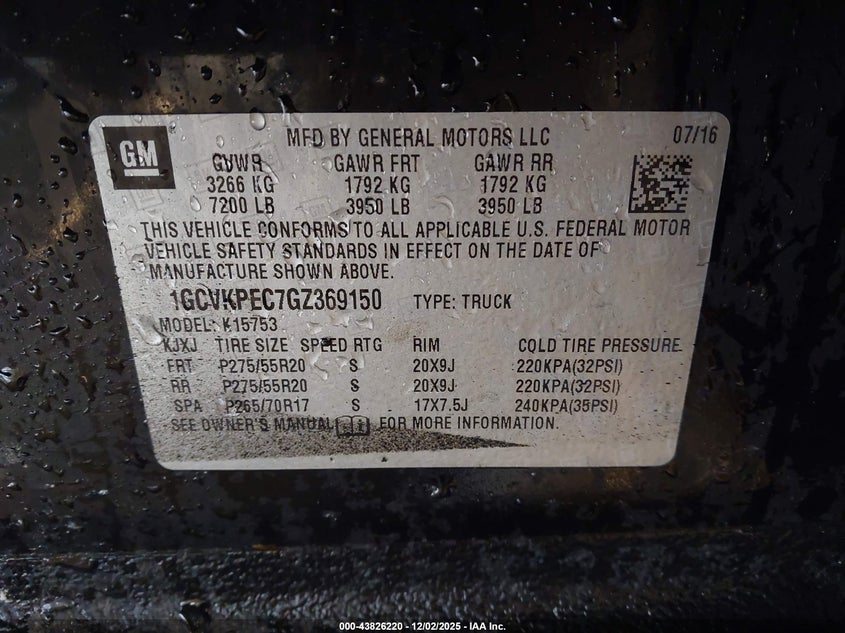 GM
MFD BY GENERAL MOTORS LLC 07/16
GVWR GAWR FRT GAWR RR
3266 KG 1792 KG 1792 KG
7200 LB 3950 LB 3950 LB
THIS VEHICLE CONFORMS TO ALL APPLICABLE U.S. FEDERAL MOTOR
VEHICLE SAFETY STANDARDS IN EFFECT ON THE DATE OF
MANUFACTURE SHOWN ABOVE.
1GCVKPEC7GZ369150 TYPE: TRUCK
MODEL: K15753
KJXJ TIRE SIZE SPEED RTG RIM COLD TIRE PRESSURE
FRT P275/55R20 S 20X9J 220KPA(32PSI)
RR P275/55R20 S 20X9J 220KPA(32PSI)
SPA P265/70R17 S 17X7.5J 240KPA(35PSI)
SEE OWNER'S MANUAL FOR MORE INFORMATION.
000-43826220 - 12/02/2025 - IAA Inc.